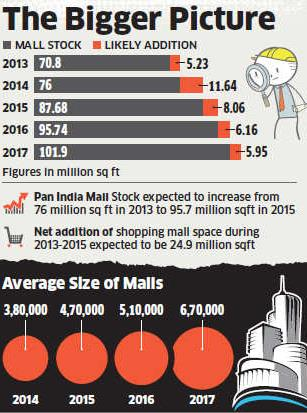 The Bigger Picture
MALL STOCK LIKELY ADDITION
2013 70.8 5.23
2014 76 11.64
2015 87.68 8.06
2016 95.74 6.16
2017 101.9 5.95
Figures in million sq ft
Pan India Mall Stock expected to increase from
76 million sq ft in 2013 to 95.7 million sqft in 2015
Net addition of shopping mall space during
2013-2015 expected to be 24.9 million sqft
Average Size of Malls
3,80,000 4,70,000 5,10,000 6,70,000
2014 2015 2016 2017